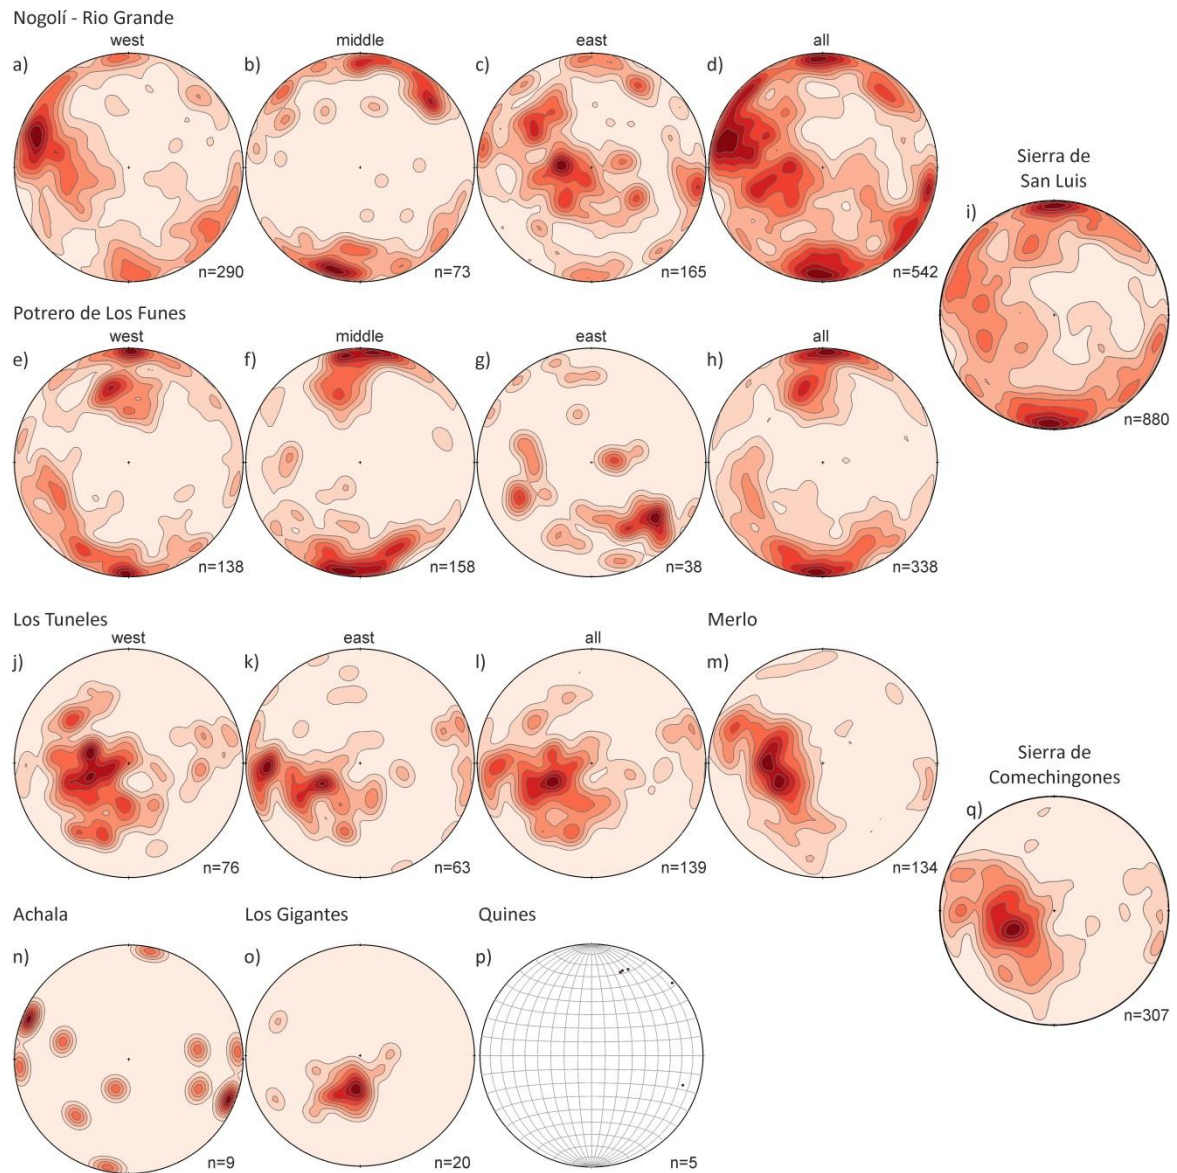 Nogolí - Rio Grande
west
middle
east
all
a)
b)
c)
d)
n=290
n=73
n=165
n=542
Sierra de
San Luis
i)
n=880
Potrero de Los Funes
west
middle
east
all
e)
f)
g)
h)
n=138
n=158
n=38
n=338
Los Tuneles
Merlo
west
east
all
j)
k)
l)
m)
n=76
n=63
n=139
n=134
Sierra de
Comechingones
q)
n=307
Achala
Los Gigantes
Quines
n)
o)
p)
n=9
n=20
n=5